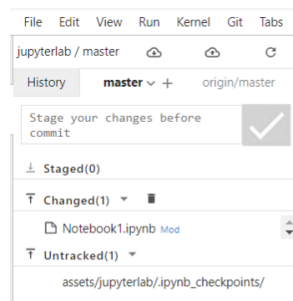 File Edit View Run Kernel Git Tabs
jupyterlab / master
History master + origin/master
Stage your changes before
commit
Staged(0)
Changed(1)
Notebook1.ipynb Mod
Untracked(1)
assets/jupyterlab/.ipynb_checkpoints/